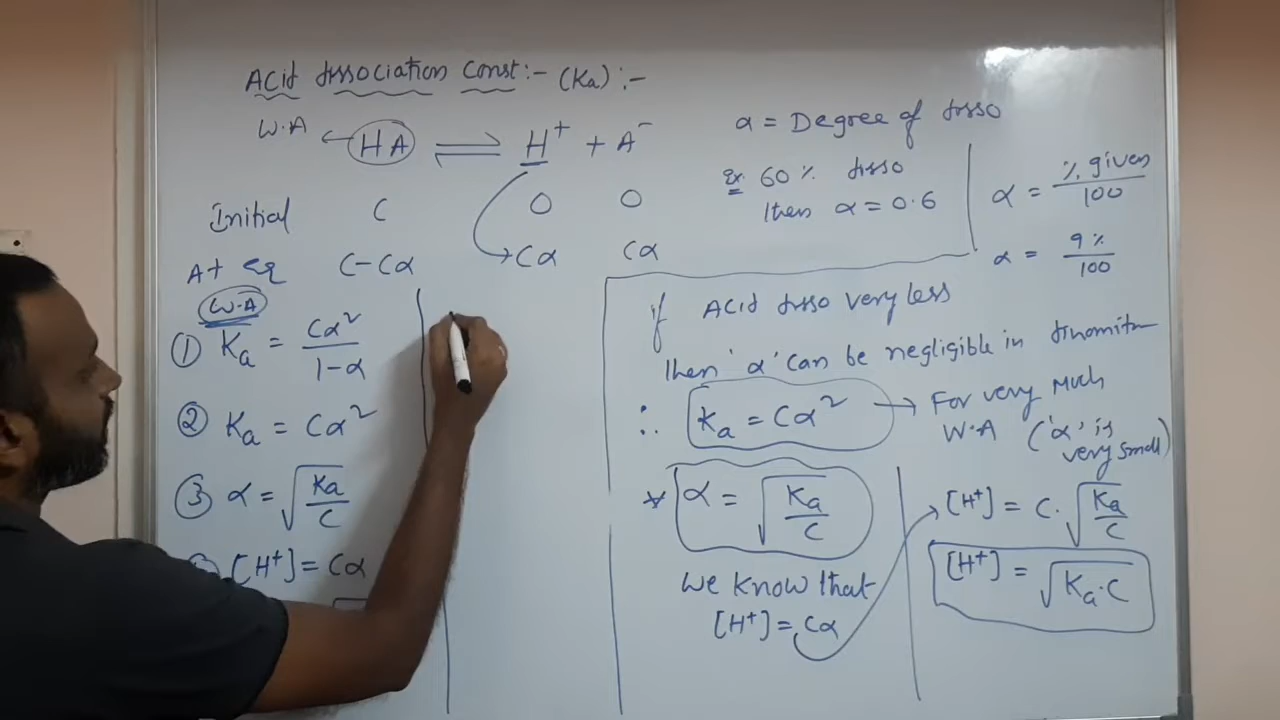 Acid dissociation Const:- (Ka):-
W.A ← HA ⇌ H⁺ + A⁻
Initial C O O
At Eq C-Cα Cα Cα
W.A
① Ka = Cα² / 1-α
② Ka = Cα²
③ α = √(Ka / C)
[H⁺] = Cα
α = Degree of disso
Ex 60 % disso
then α = 0.6
α = % given / 100
α = 9 % / 100
if Acid disso very less
then 'α' can be negligible in dinomitr
∴ Ka = Cα² → For very Much
W.A ('α' is
very small)
* α = √(Ka / C)
We know that
[H⁺] = Cα
[H⁺] = C. √(Ka / C)
[H⁺] = √(Ka.C)